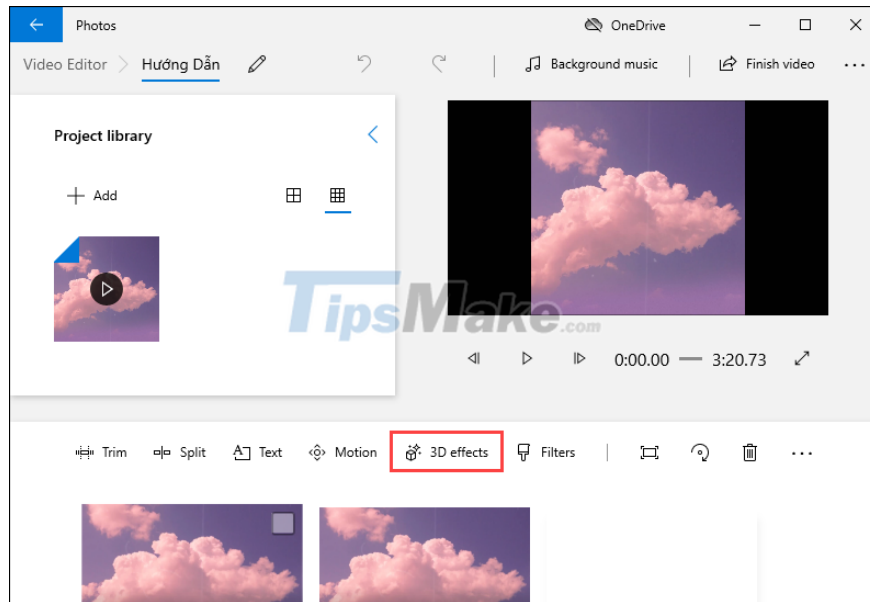 Photos OneDrive
Video Editor Hướng Dẫn Background music Finish video
Project library
Add
TipsMake.com
0:00.00 3:20.73
Trim Split Text Motion 3D effects Filters